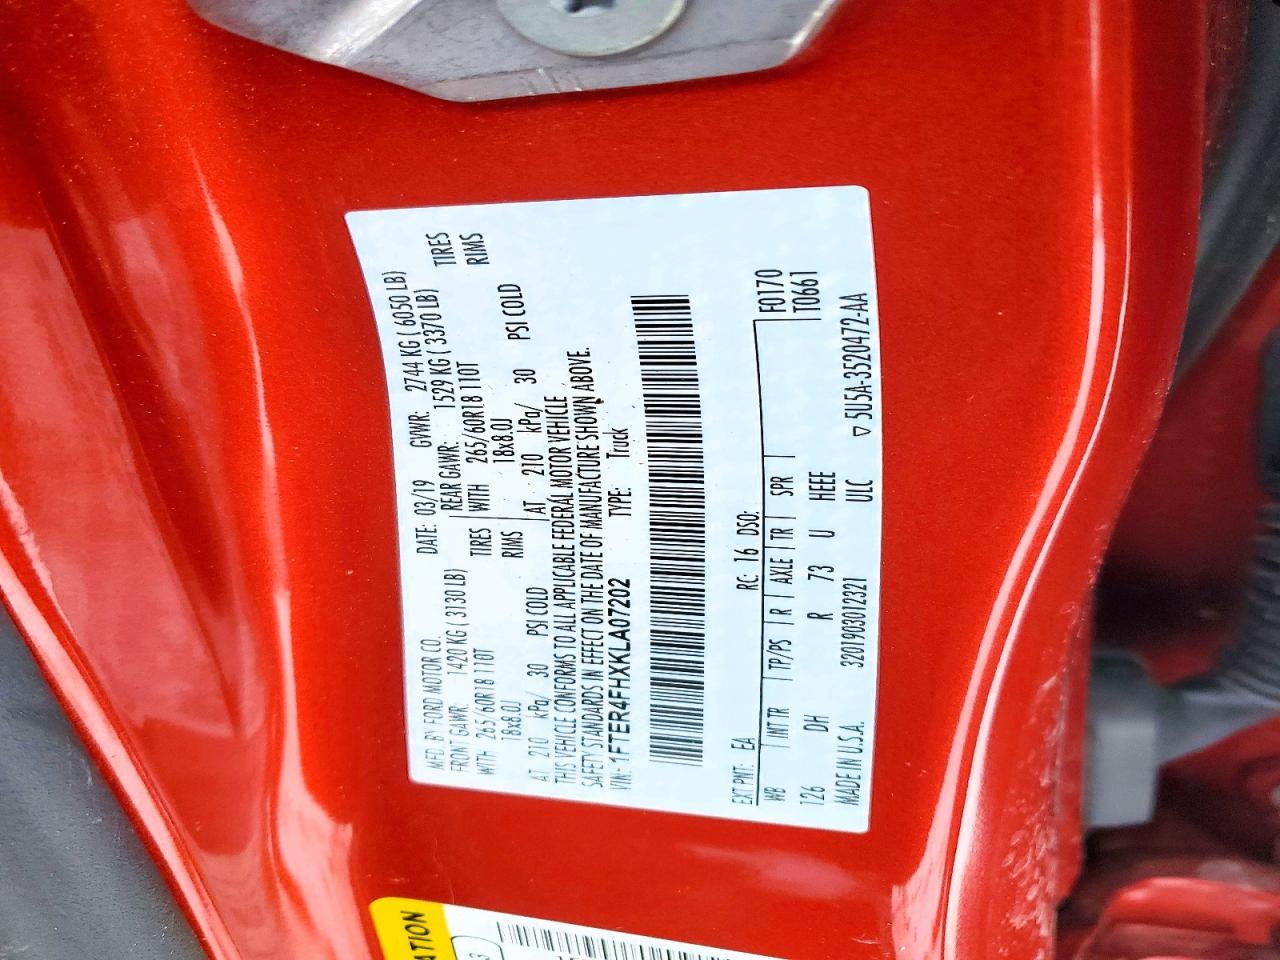 MFD. BY FORD MOTOR CO.   DATE: 03/19   GVWR: 2744 KG ( 6050 LB)
FRONT GAWR: 1420 KG ( 3130 LB)   REAR GAWR: 1529 KG ( 3370 LB)   TIRES
WITH 265/60R18 110T   TIRES   WITH 265/60R18 110T   RIMS
18x8.0J   RIMS   18x8.0J
AT 210 kPa/ 30 PSI COLD   AT 210 kPa/ 30 PSI COLD
THIS VEHICLE CONFORMS TO ALL APPLICABLE FEDERAL MOTOR VEHICLE
SAFETY STANDARDS IN EFFECT ON THE DATE OF MANUFACTURE SHOWN ABOVE.
VIN: 1FTER4FHXKLA07202   TYPE: Truck
EXT PNT: EA   RC: 16 DSO:   F0170
WB INT TR TP/PS R AXLE TR SPR   T0661
126 DH R 73 U HEEE
MADE IN U.S.A.   3201903012321   ULC   ▽ 5U5A-3520472-AA
ATION
3